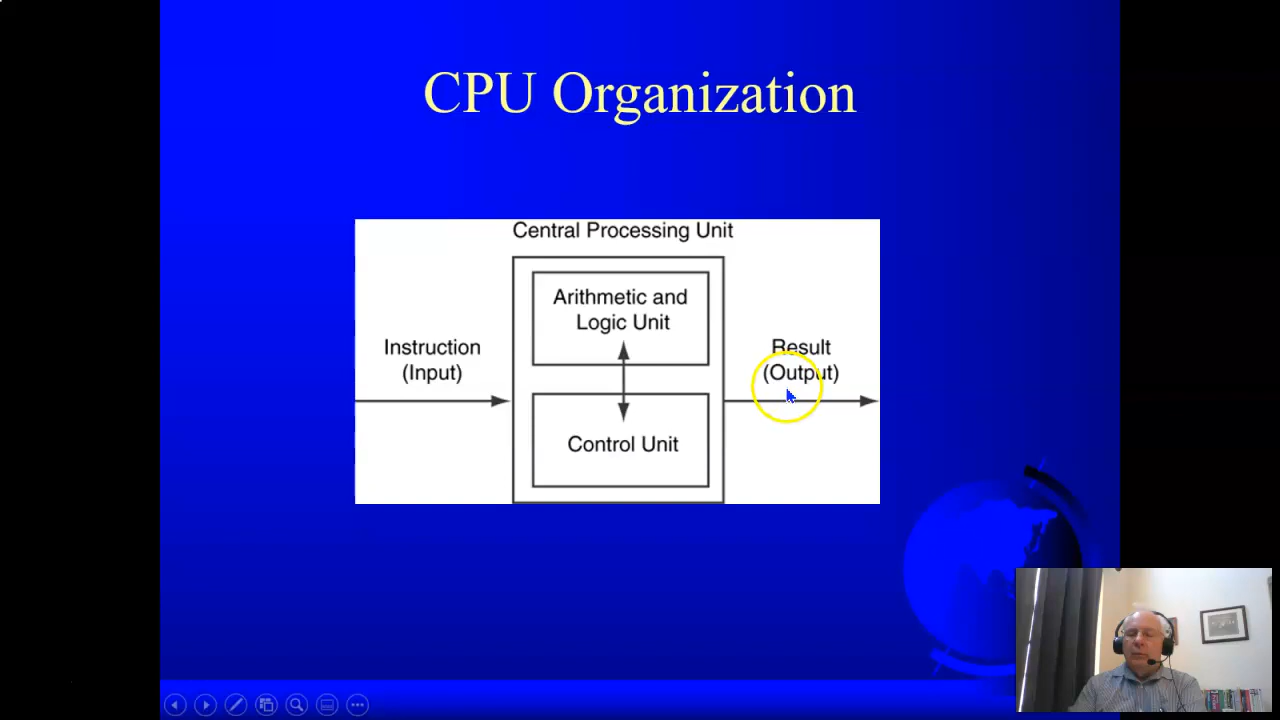 CPU Organization
Central Processing Unit
Arithmetic and
Logic Unit
Instruction
(Input)
Result
(Output)
Control Unit